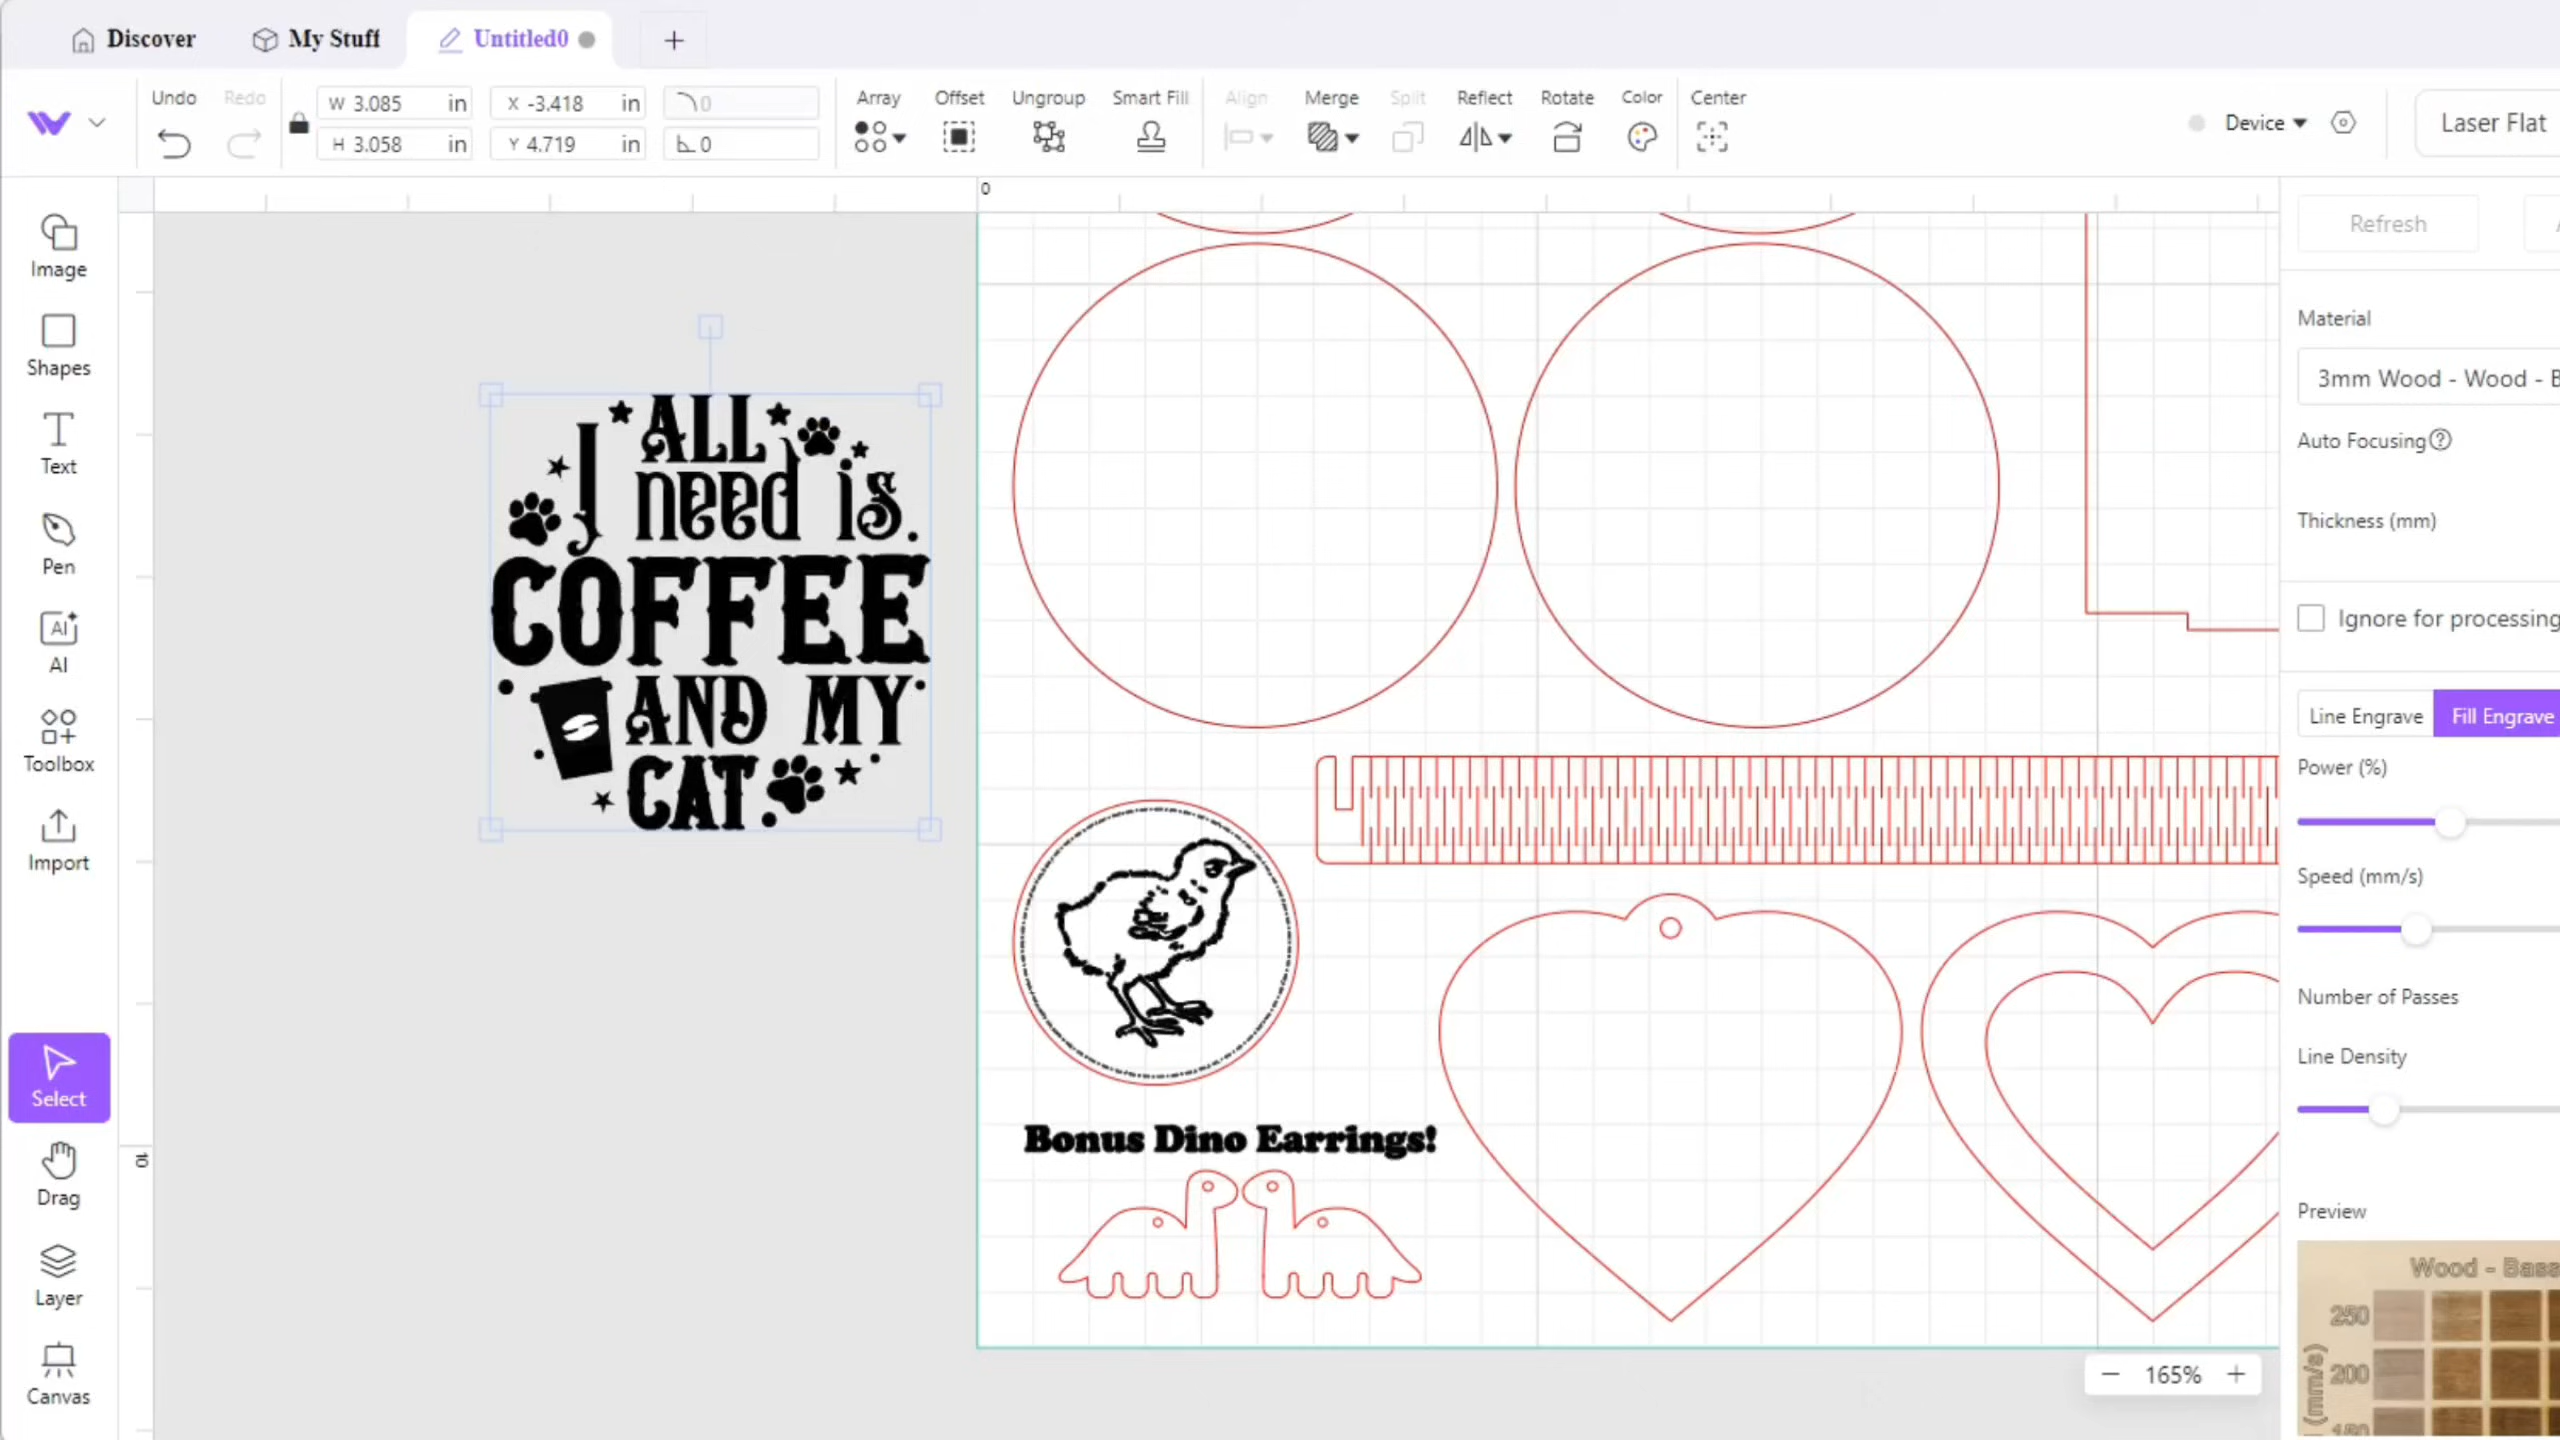 Discover My Stuff Untitled0
Undo Redo W 3.085 in X -3.418 in 0 Array Offset Ungroup Smart Fill Align Merge Split Reflect Rotate Color Center
H 3.058 in Y 4.719 in 0 Device Laser Flat
0
Image
Shapes
Text
Pen
AI
AI
Toolbox
Import
Select
Drag
Layer
Canvas
10
ALL
I need is.
COFFEE
AND MY
CAT.
Bonus Dino Earrings!
165%
Refresh
Material
3mm Wood - Wood - B
Auto Focusing
Thickness (mm)
Ignore for processing
Line Engrave Fill Engrave
Power (%)
Speed (mm/s)
Number of Passes
Line Density
Preview
Wood - Bass
250
200
150
(mm/s)